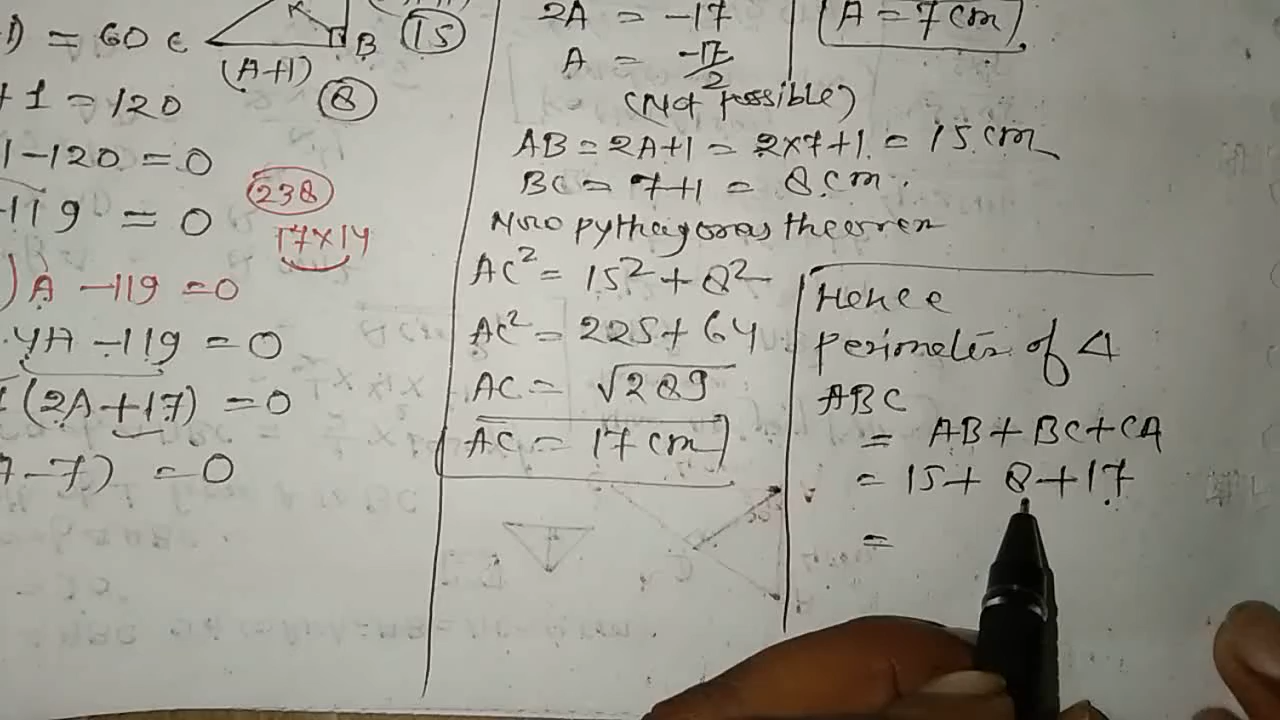 1) = 60 c
B
15
(A+1)
8
+ 1 = 120
1 - 120 = 0
-119 = 0
238
17×14
)A - 119 = 0
4A - 119 = 0
(2A + 17) = 0
A - 7) = 0
2A = -17
A = -17/2
(Not possible)
A = 7 cm
AB = 2A+1 = 2×7+1 = 15 cm
BC = 7+1 = 8 cm.
Now pythagoras theorem
AC² = 15² + 8²
AC² = 225 + 64
AC = √289
AC = 17 cm
Hence
perimeter of Δ
ABC
= AB + BC + CA
= 15 + 8 + 17
=